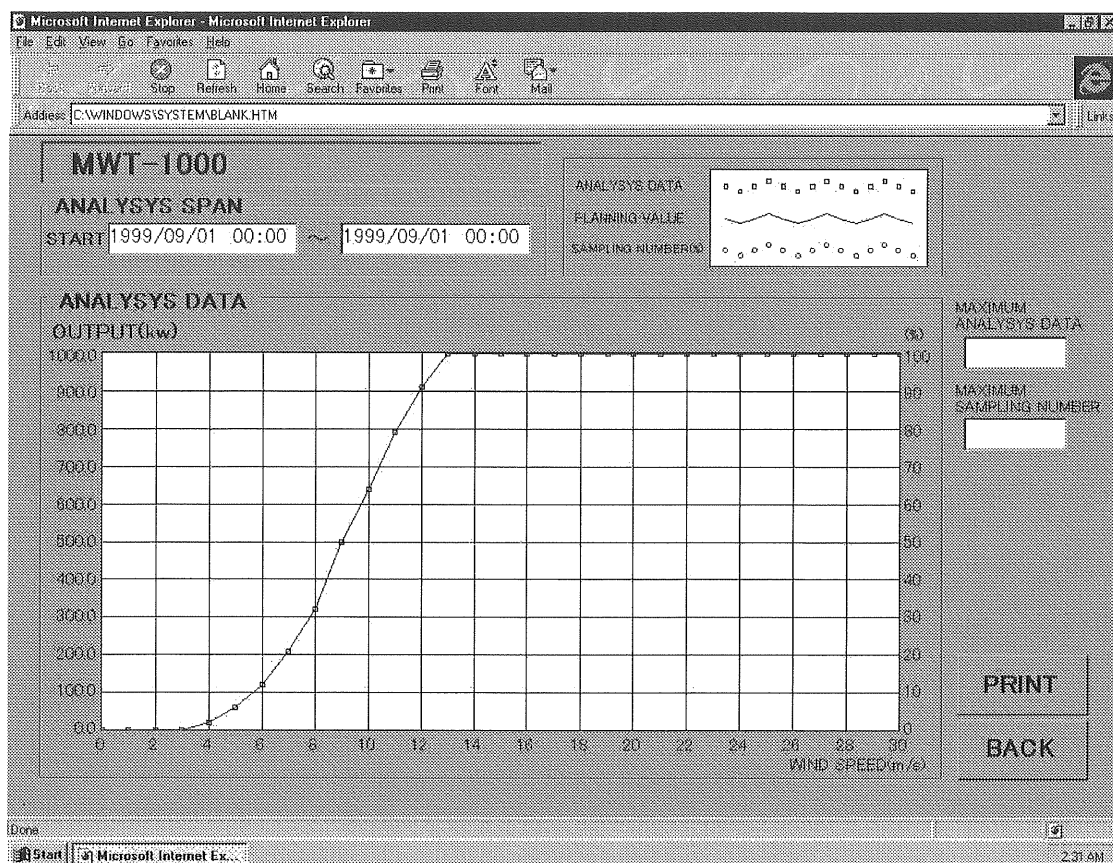 Microsoft Internet Explorer - Microsoft Internet Explorer
File Edit View Go Favorites Help
Stop Refresh Home Search Favorites Print Font Mail
Address C:\WINDOWS\SYSTEM\BLANK.HTM Links
MWT-1000
ANALYSYS SPAN
START 1999/09/01 00:00 ~ 1999/09/01 00:00
ANALYSYS DATA
PLANNING VALUE
SAMPLING NUMBER(%)
ANALYSYS DATA
OUTPUT(kw)
(%)
1000.0 100
900.0 90
800.0 80
700.0 70
600.0 60
500.0 50
400.0 40
300.0 30
200.0 20
100.0 10
0.0 0
0 2 4 6 8 10 12 14 16 18 20 22 24 26 28 30
WIND SPEED(m/s)
MAXIMUM
ANALYSYS DATA
MAXIMUM
SAMPLING NUMBER
PRINT
BACK
Done
Start Microsoft Internet Ex... 2:31 AM